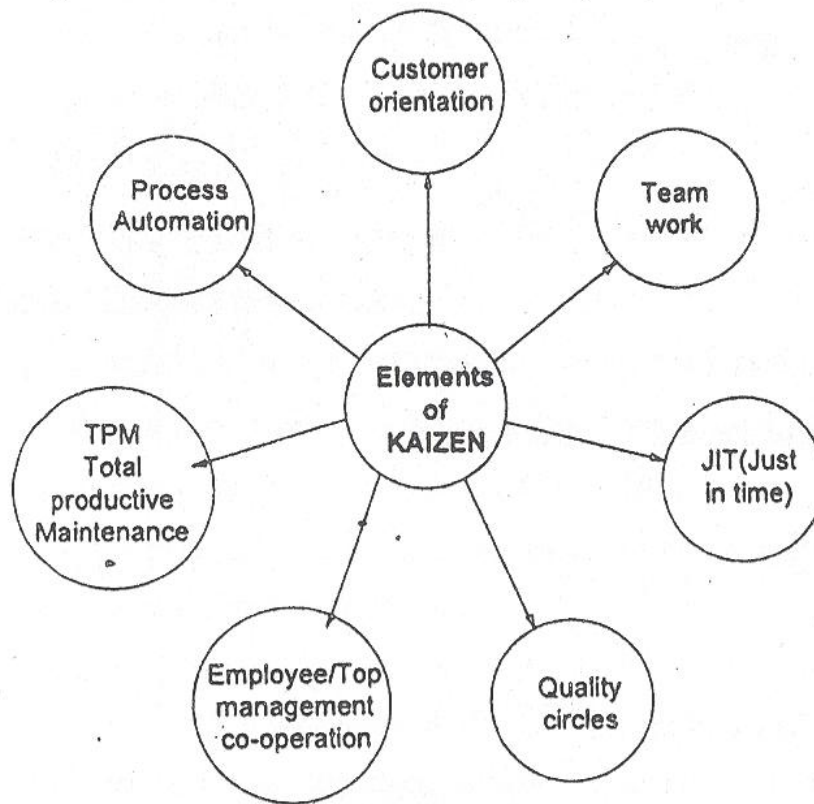 Customer
orientation
Process
Automation
Team
work
Elements
of
KAIZEN
TPM
Total
productive
Maintenance
JIT(Just
in time)
Employee/Top
management
co-operation
Quality
circles